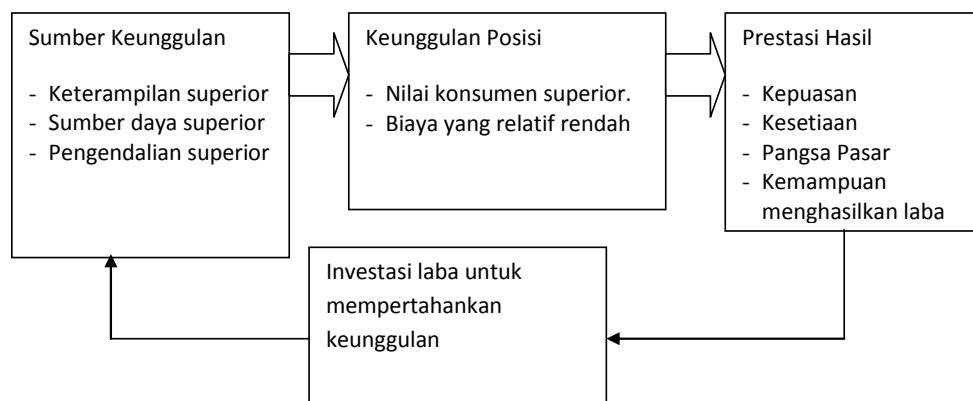 Sumber Keunggulan
- Keterampilan superior
- Sumber daya superior
- Pengendalian superior
Keunggulan Posisi
- Nilai konsumen superior.
- Biaya yang relatif rendah
Prestasi Hasil
- Kepuasan
- Kesetiaan
- Pangsa Pasar
- Kemampuan
menghasilkan laba
Investasi laba untuk
mempertahankan
keunggulan